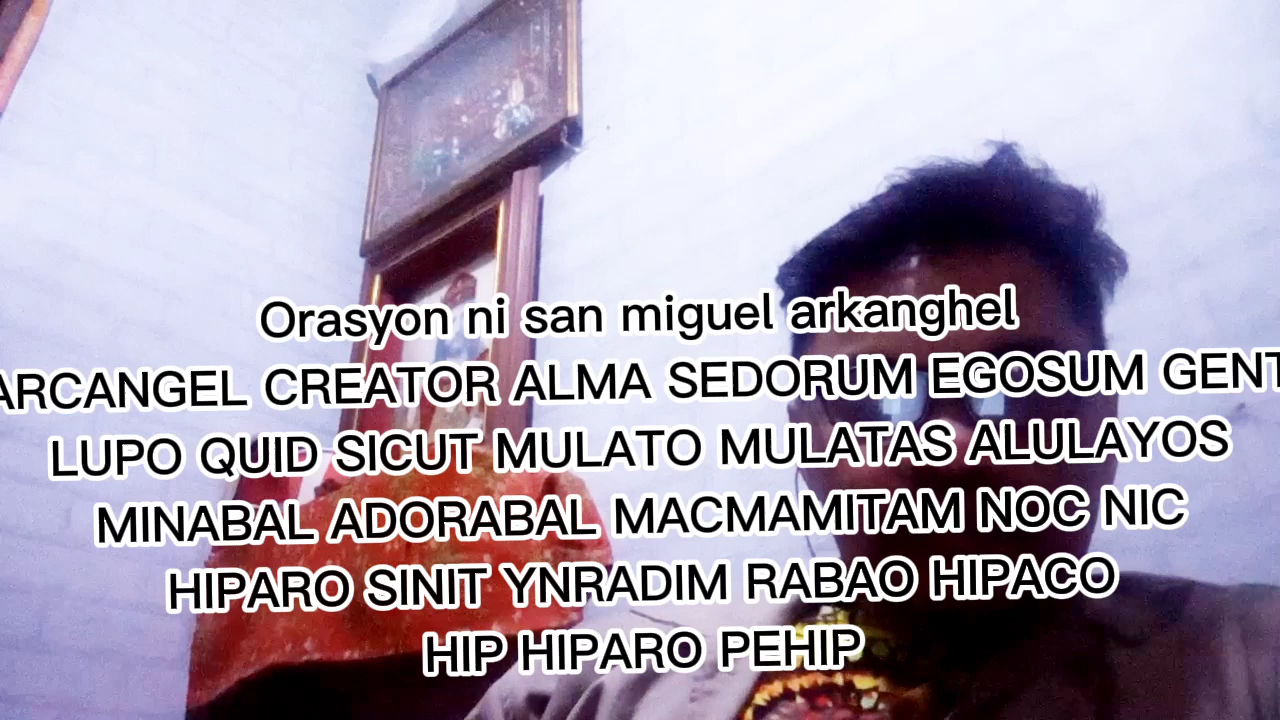 Orasyon ni san miguel arkanghel
ARCANGEL CREATOR ALMA SEDORUM EGOSUM GENT
LUPO QUID SICUT MULATO MULATAS ALULAYOS
MINABAL ADORABAL MACMAMITAM NOC NIC
HIPARO SINIT YNRADIM RABAO HIPACO
HIP HIPARO PEHIP